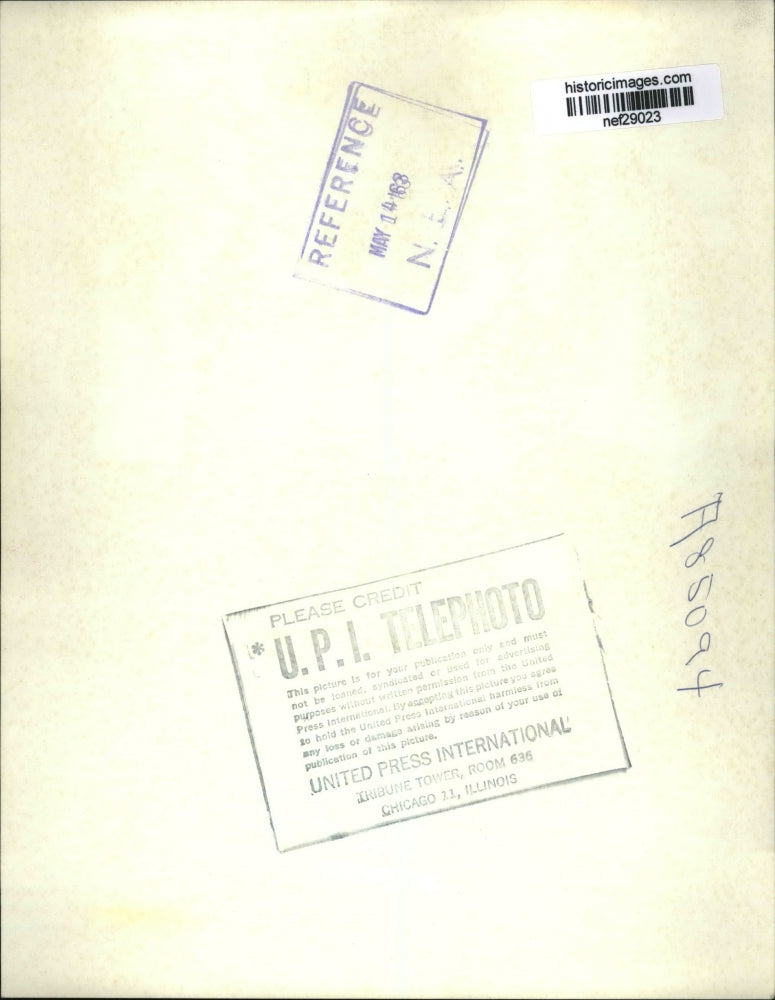 historicimages.com
nef29023
REFERENCE
MAY 14 '63
N. E. A.
A85094
PLEASE CREDIT
* U. P. I. TELEPHOTO
This picture is for your publication only and must
not be loaned, syndicated or used for advertising
purposes without written permission from the United
Press International. By accepting this picture you agree
to hold the United Press International harmless from
any loss or damage arising by reason of your use of
publication of this picture.
UNITED PRESS INTERNATIONAL
TRIBUNE TOWER, ROOM 636
CHICAGO 11, ILLINOIS